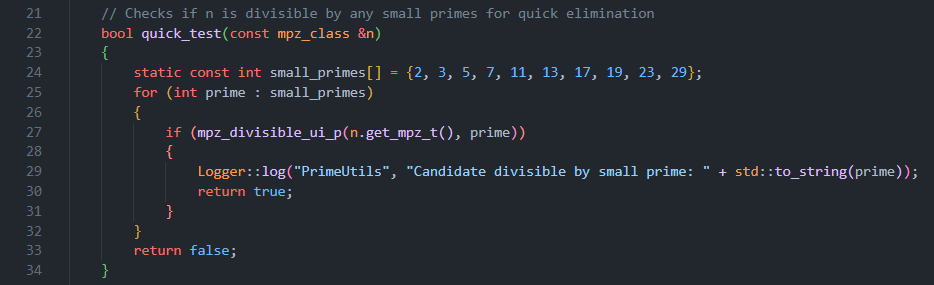 21 // Checks if n is divisible by any small primes for quick elimination
22 bool quick_test(const mpz_class &n)
23 {
24 static const int small_primes[] = {2, 3, 5, 7, 11, 13, 17, 19, 23, 29};
25 for (int prime : small_primes)
26 {
27 if (mpz_divisible_ui_p(n.get_mpz_t(), prime))
28 {
29 Logger::log("PrimeUtils", "Candidate divisible by small prime: " + std::to_string(prime));
30 return true;
31 }
32 }
33 return false;
34 }